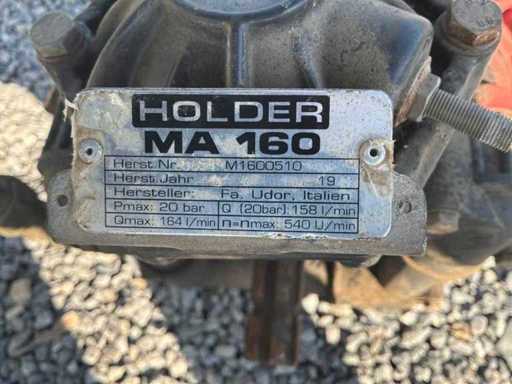 HOLDER
MA 160
Herst.Nr. M1600510
Herst.Jahr 19
Hersteller: Fa. Udor, Italien
Pmax: 20 bar Q (20bar): 158 l/min
Qmax: 164 l/min n=nmax: 540 U/min